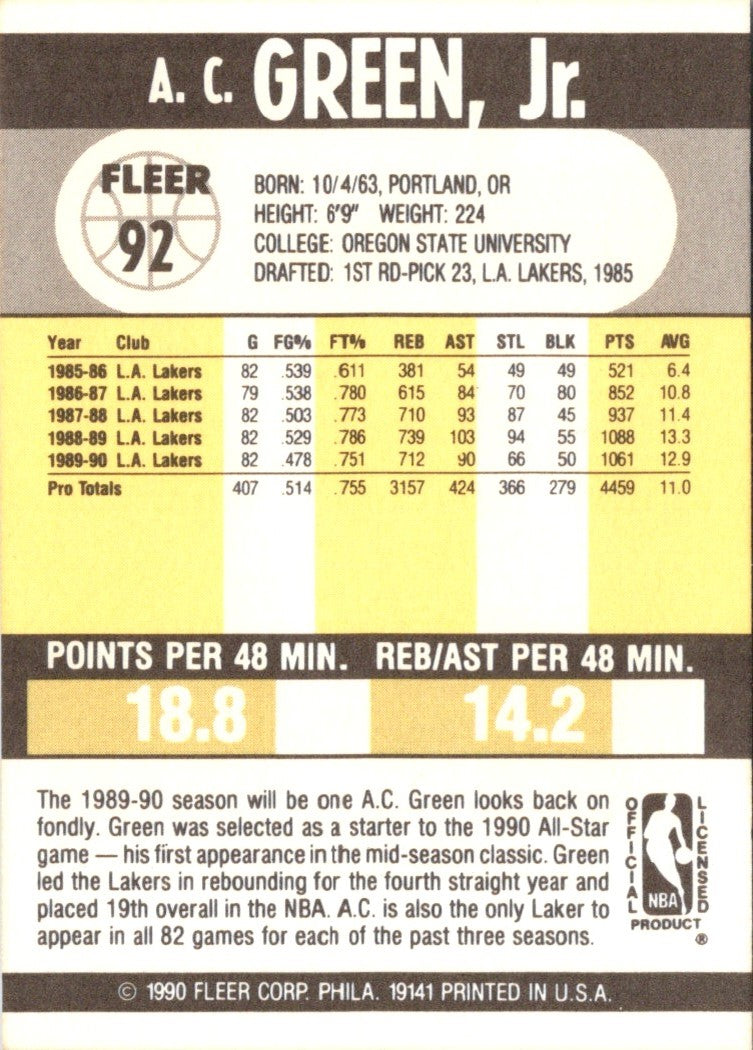 A. C. GREEN, Jr.
FLEER
92
BORN: 10/4/63, PORTLAND, OR
HEIGHT: 6'9" WEIGHT: 224
COLLEGE: OREGON STATE UNIVERSITY
DRAFTED: 1ST RD-PICK 23, L.A. LAKERS, 1985
Year Club G FG% FT% REB AST STL BLK PTS AVG
1985-86 L.A. Lakers 82 .539 .611 381 54 49 49 521 6.4
1986-87 L.A. Lakers 79 .538 .780 615 84 70 80 852 10.8
1987-88 L.A. Lakers 82 .503 .773 710 93 87 45 937 11.4
1988-89 L.A. Lakers 82 .529 .786 739 103 94 55 1088 13.3
1989-90 L.A. Lakers 82 .478 .751 712 90 66 50 1061 12.9
Pro Totals 407 .514 .755 3157 424 366 279 4459 11.0
POINTS PER 48 MIN. REB/AST PER 48 MIN.
18.8 14.2
The 1989-90 season will be one A.C. Green looks back on
fondly. Green was selected as a starter to the 1990 All-Star
game — his first appearance in the mid-season classic. Green
led the Lakers in rebounding for the fourth straight year and
placed 19th overall in the NBA. A.C. is also the only Laker to
appear in all 82 games for each of the past three seasons.
OFFICIAL
LICENSED
NBA
PRODUCT
®
© 1990 FLEER CORP. PHILA. 19141 PRINTED IN U.S.A.